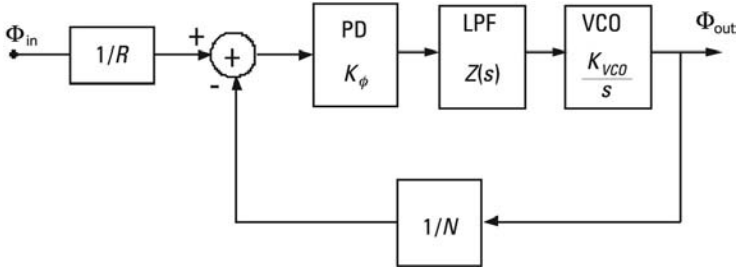 Φin
1/R
+
+
-
PD
Kϕ
LPF
Z(s)
VCO
KVCO
s
Φout
1/N